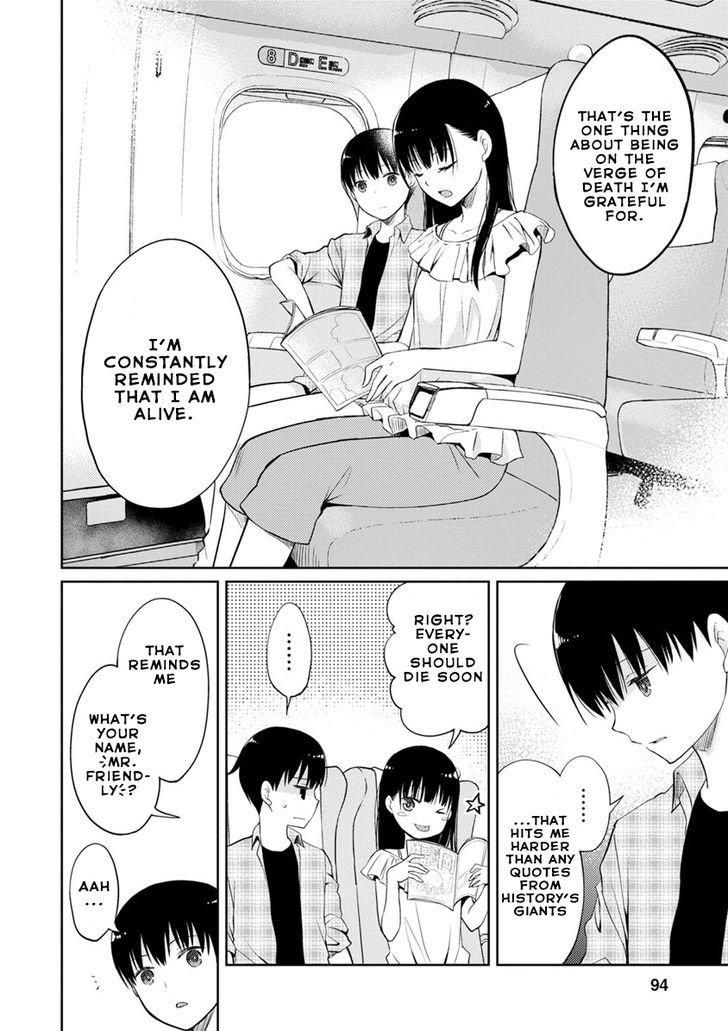 THAT'S THE
ONE THING
ABOUT BEING
ON THE
VERGE OF
DEATH I'M
GRATEFUL
FOR.
8 D E
I'M
CONSTANTLY
REMINDED
THAT I AM
ALIVE.
......
...THAT
HITS ME
HARDER
THAN ANY
QUOTES
FROM
HISTORY'S
GIANTS
RIGHT?
EVERY-
ONE
SHOULD
DIE SOON
......
THAT
REMINDS
ME
WHAT'S
YOUR
NAME,
MR.
FRIEND-
LY?
AAH
...
94